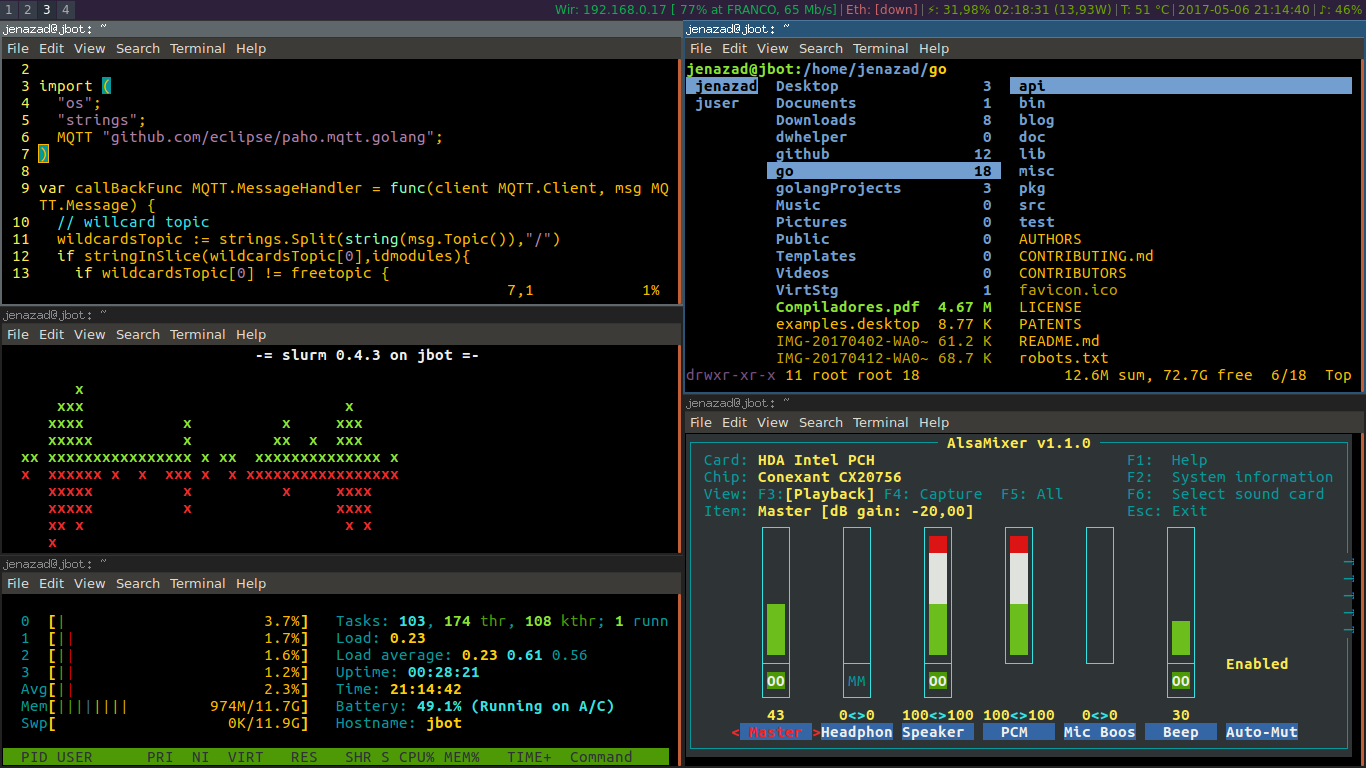 1 2 3 4
Wir: 192.168.0.17 [ 77% at FRANCO, 65 Mb/s]|Eth: [down]|⚡: 31,98% 02:18:31 (13,93W)|T: 51 °C|2017-05-06 21:14:40|♪: 46%
jenazad@jbot: ~
File Edit View Search Terminal Help
2
3 import (
4   "os";
5   "strings";
6   MQTT "github.com/eclipse/paho.mqtt.golang";
7 )
8
9 var callBackFunc MQTT.MessageHandler = func(client MQTT.Client, msg MQ
TT.Message) {
10   // willcard topic
11   wildcardsTopic := strings.Split(string(msg.Topic()),"/")
12   if stringInSlice(wildcardsTopic[0],idmodules){
13     if wildcardsTopic[0] != freetopic {
7,1 1%
jenazad@jbot: ~
File Edit View Search Terminal Help
-= slurm 0.4.3 on jbot =-
x
xxx x
xxxx x x xxx
xxxxx x xx x xxx
xx xxxxxxxxxxxxxxxx x xx xxxxxxxxxxxxxx x
x xxxxxx x x xxx x x xxxxxxxxxxxxxxxxx
xxxxx x x xxxx
xxxxx x xxxx
xx x x x
x
jenazad@jbot: ~
File Edit View Search Terminal Help
0 [| 3.7%] Tasks: 103, 174 thr, 108 kthr; 1 runn
1 [|| 1.7%] Load: 0.23
2 [|| 1.6%] Load average: 0.23 0.61 0.56
3 [|| 1.2%] Uptime: 00:28:21
Avg[|| 2.3%] Time: 21:14:42
Mem[|||||||| 974M/11.7G] Battery: 49.1% (Running on A/C)
Swp[ 0K/11.9G] Hostname: jbot
PID USER PRI NI VIRT RES SHR S CPU% MEM% TIME+ Command
jenazad@jbot: ~
File Edit View Search Terminal Help
jenazad@jbot:/home/jenazad/go
jenazad Desktop 3 api
juser Documents 1 bin
Downloads 8 blog
dwhelper 0 doc
github 12 lib
go 18 misc
golangProjects 3 pkg
Music 0 src
Pictures 0 test
Public 0 AUTHORS
Templates 0 CONTRIBUTING.md
Videos 0 CONTRIBUTORS
VirtStg 1 favicon.ico
Compiladores.pdf 4.67 M LICENSE
examples.desktop 8.77 K PATENTS
IMG-20170402-WA0~ 61.2 K README.md
IMG-20170412-WA0~ 68.7 K robots.txt
drwxr-xr-x 11 root root 18 12.6M sum, 72.7G free 6/18 Top
jenazad@jbot: ~
File Edit View Search Terminal Help
AlsaMixer v1.1.0
Card: HDA Intel PCH F1: Help
Chip: Conexant CX20756 F2: System information
View: F3:[Playback] F4: Capture F5: All F6: Select sound card
Item: Master [dB gain: -20,00] Esc: Exit
Enabled
OO MM OO OO
43 0<>0 100<>100 100<>100 0<>0 30
< Master >Headphon Speaker PCM Mic Boos Beep Auto-Mut